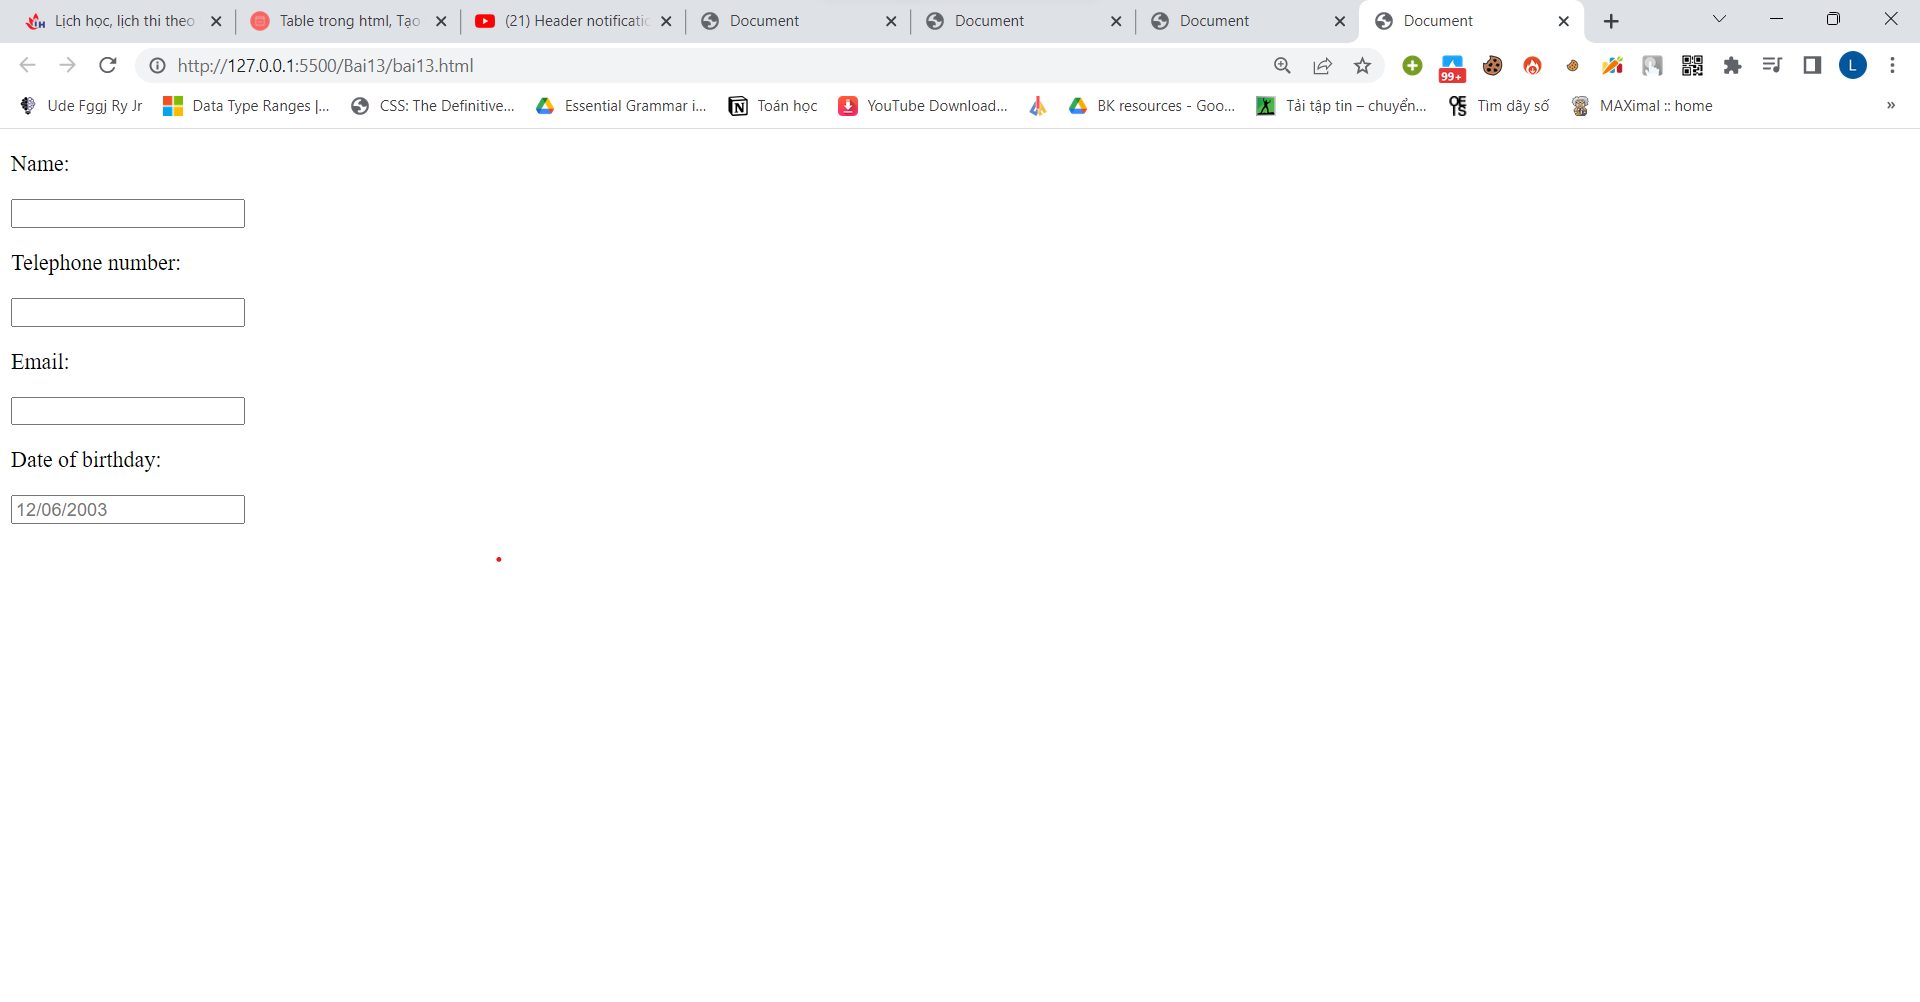 Lịch học, lịch thi theo
Table trong html, Tạo
(21) Header notificatio
Document
Document
Document
Document
http://127.0.0.1:5500/Bai13/bai13.html
99+
L
Ude Fggj Ry Jr
Data Type Ranges |...
CSS: The Definitive...
Essential Grammar i...
Toán học
YouTube Download...
BK resources - Goo...
Tải tập tin – chuyển...
OE
IS
Tìm dãy số
MAXimal :: home
»
Name:
Telephone number:
Email:
Date of birthday:
12/06/2003